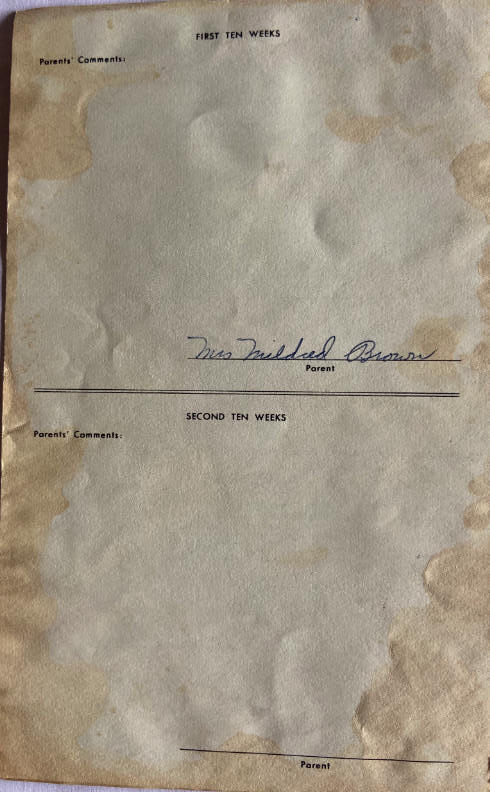 FIRST TEN WEEKS
Parents' Comments:
Mrs Mildred Brown
Parent
SECOND TEN WEEKS
Parents' Comments:
Parent